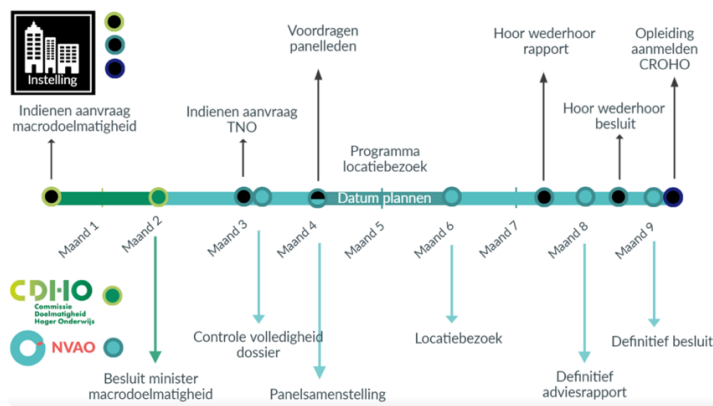 Instelling
Indienen aanvraag
macrodoelmatigheid
Indienen aanvraag
TNO
Voordragen
panelleden
Programma
locatiebezoek
Hoor wederhoor
rapport
Hoor wederhoor
besluit
Opleiding
aanmelden
CROHO
Datum plannen
Maand 1
Maand 2
Maand 3
Maand 4
Maand 5
Maand 6
Maand 7
Maand 8
Maand 9
CDHO
Commissie
Doelmatigheid
Hoger Onderwijs
NVAO
Besluit minister
macrodoelmatigheid
Controle volledigheid
dossier
Panelsamenstelling
Locatiebezoek
Definitief
adviesrapport
Definitief besluit